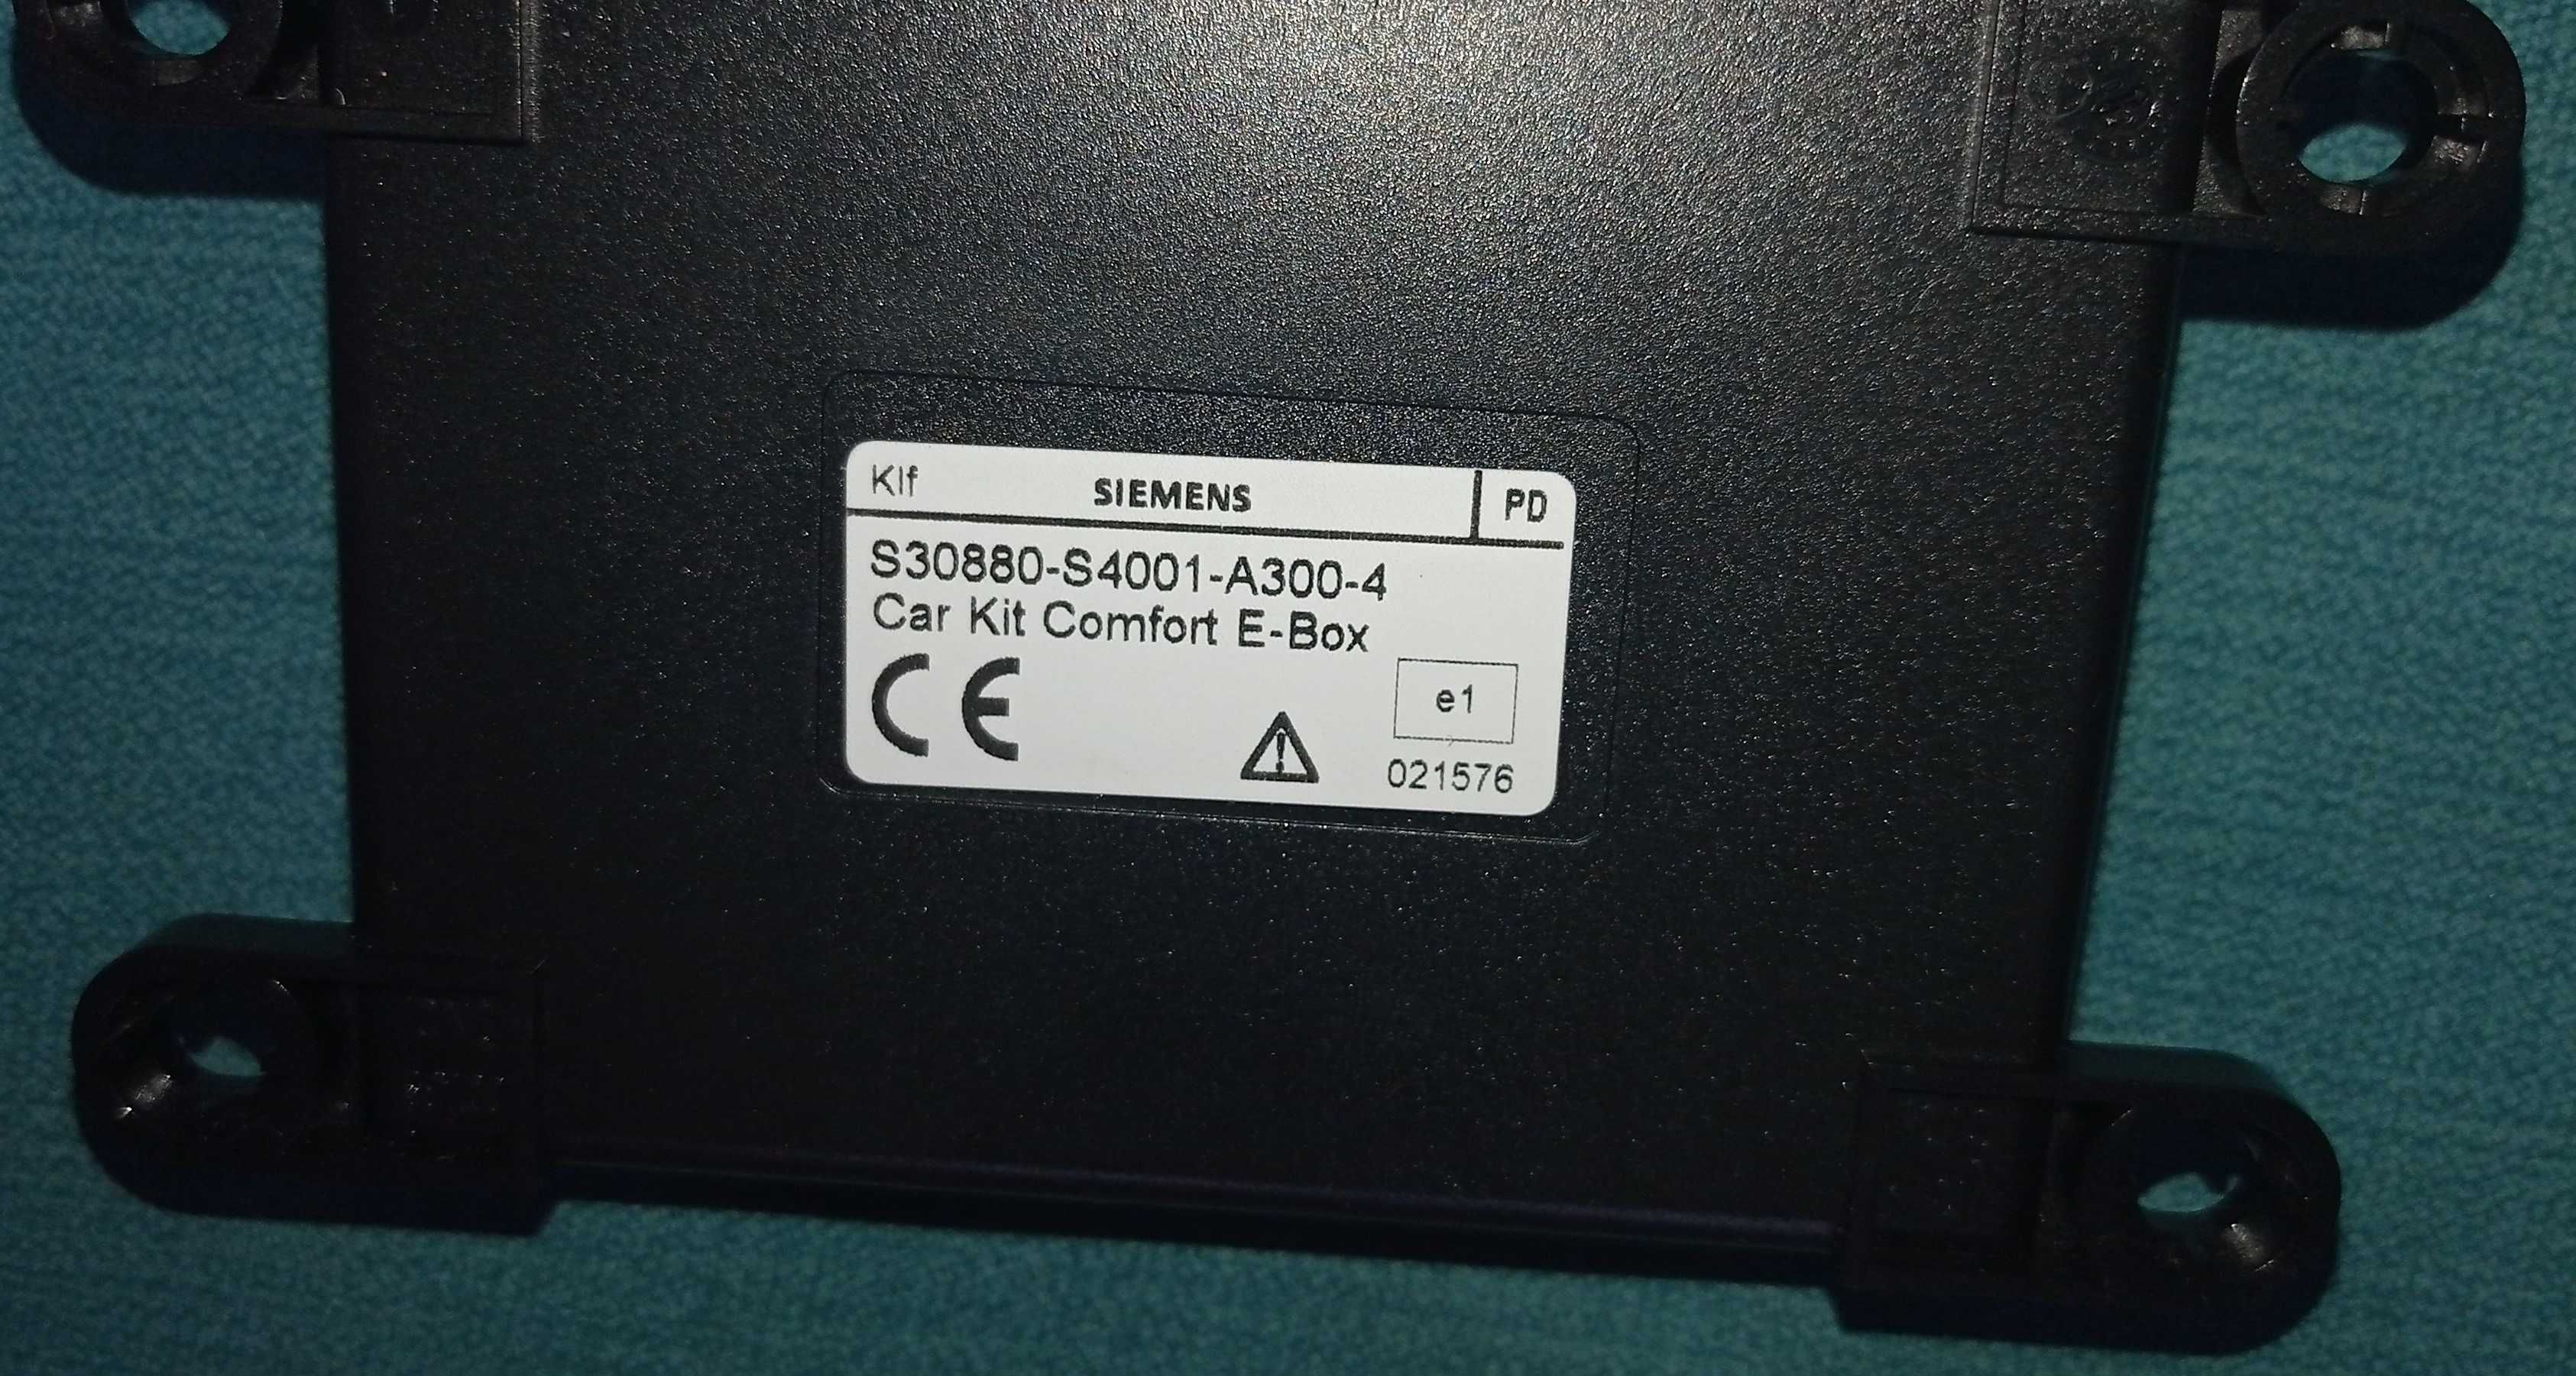 Klf SIEMENS PD
S30880-S4001-A300-4
Car Kit Comfort E-Box
CE e1
021576